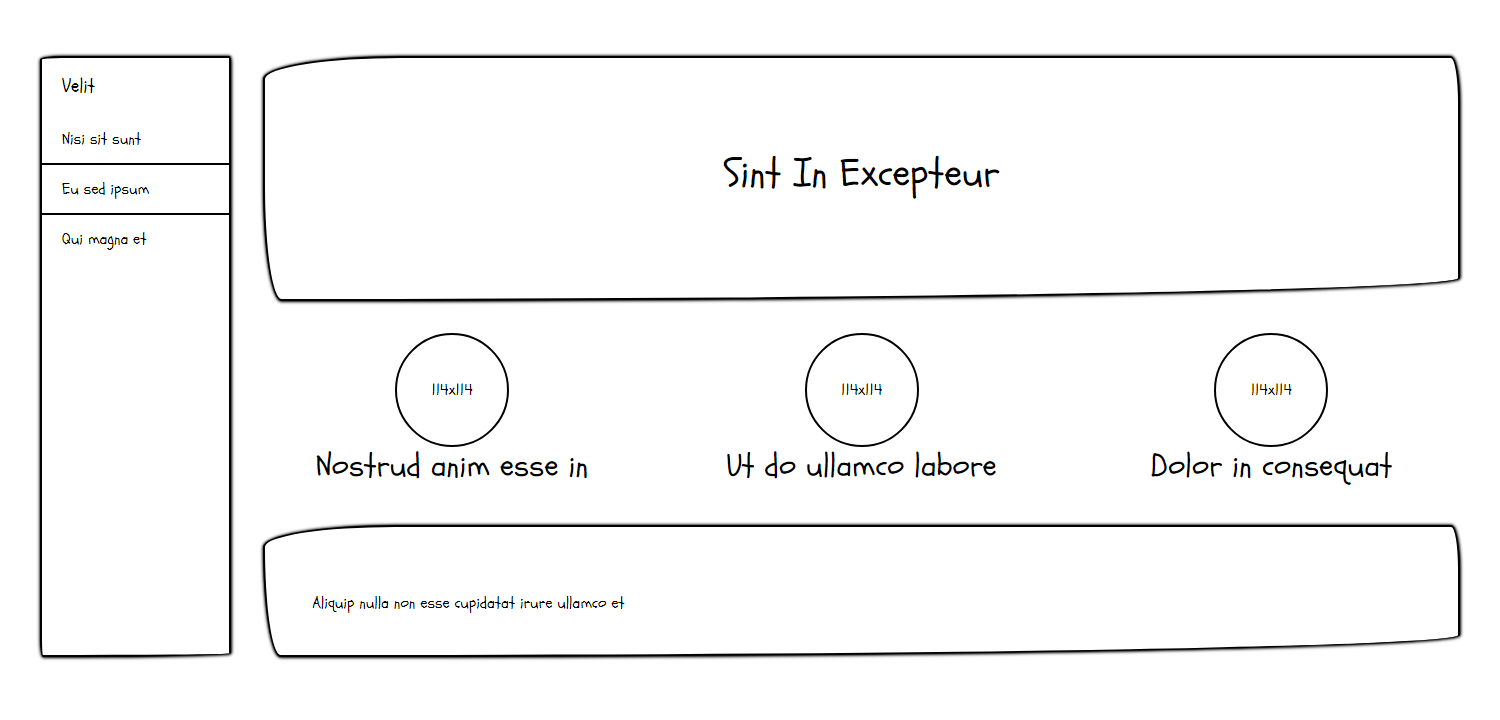 Velit
Nisi sit sunt
Eu sed ipsum
Qui magna et
Sint In Excepteur
114x114
114x114
114x114
Nostrud anim esse in
Ut do ullamco labore
Dolor in consequat
Aliquip nulla non esse cupidatat irure ullamco et